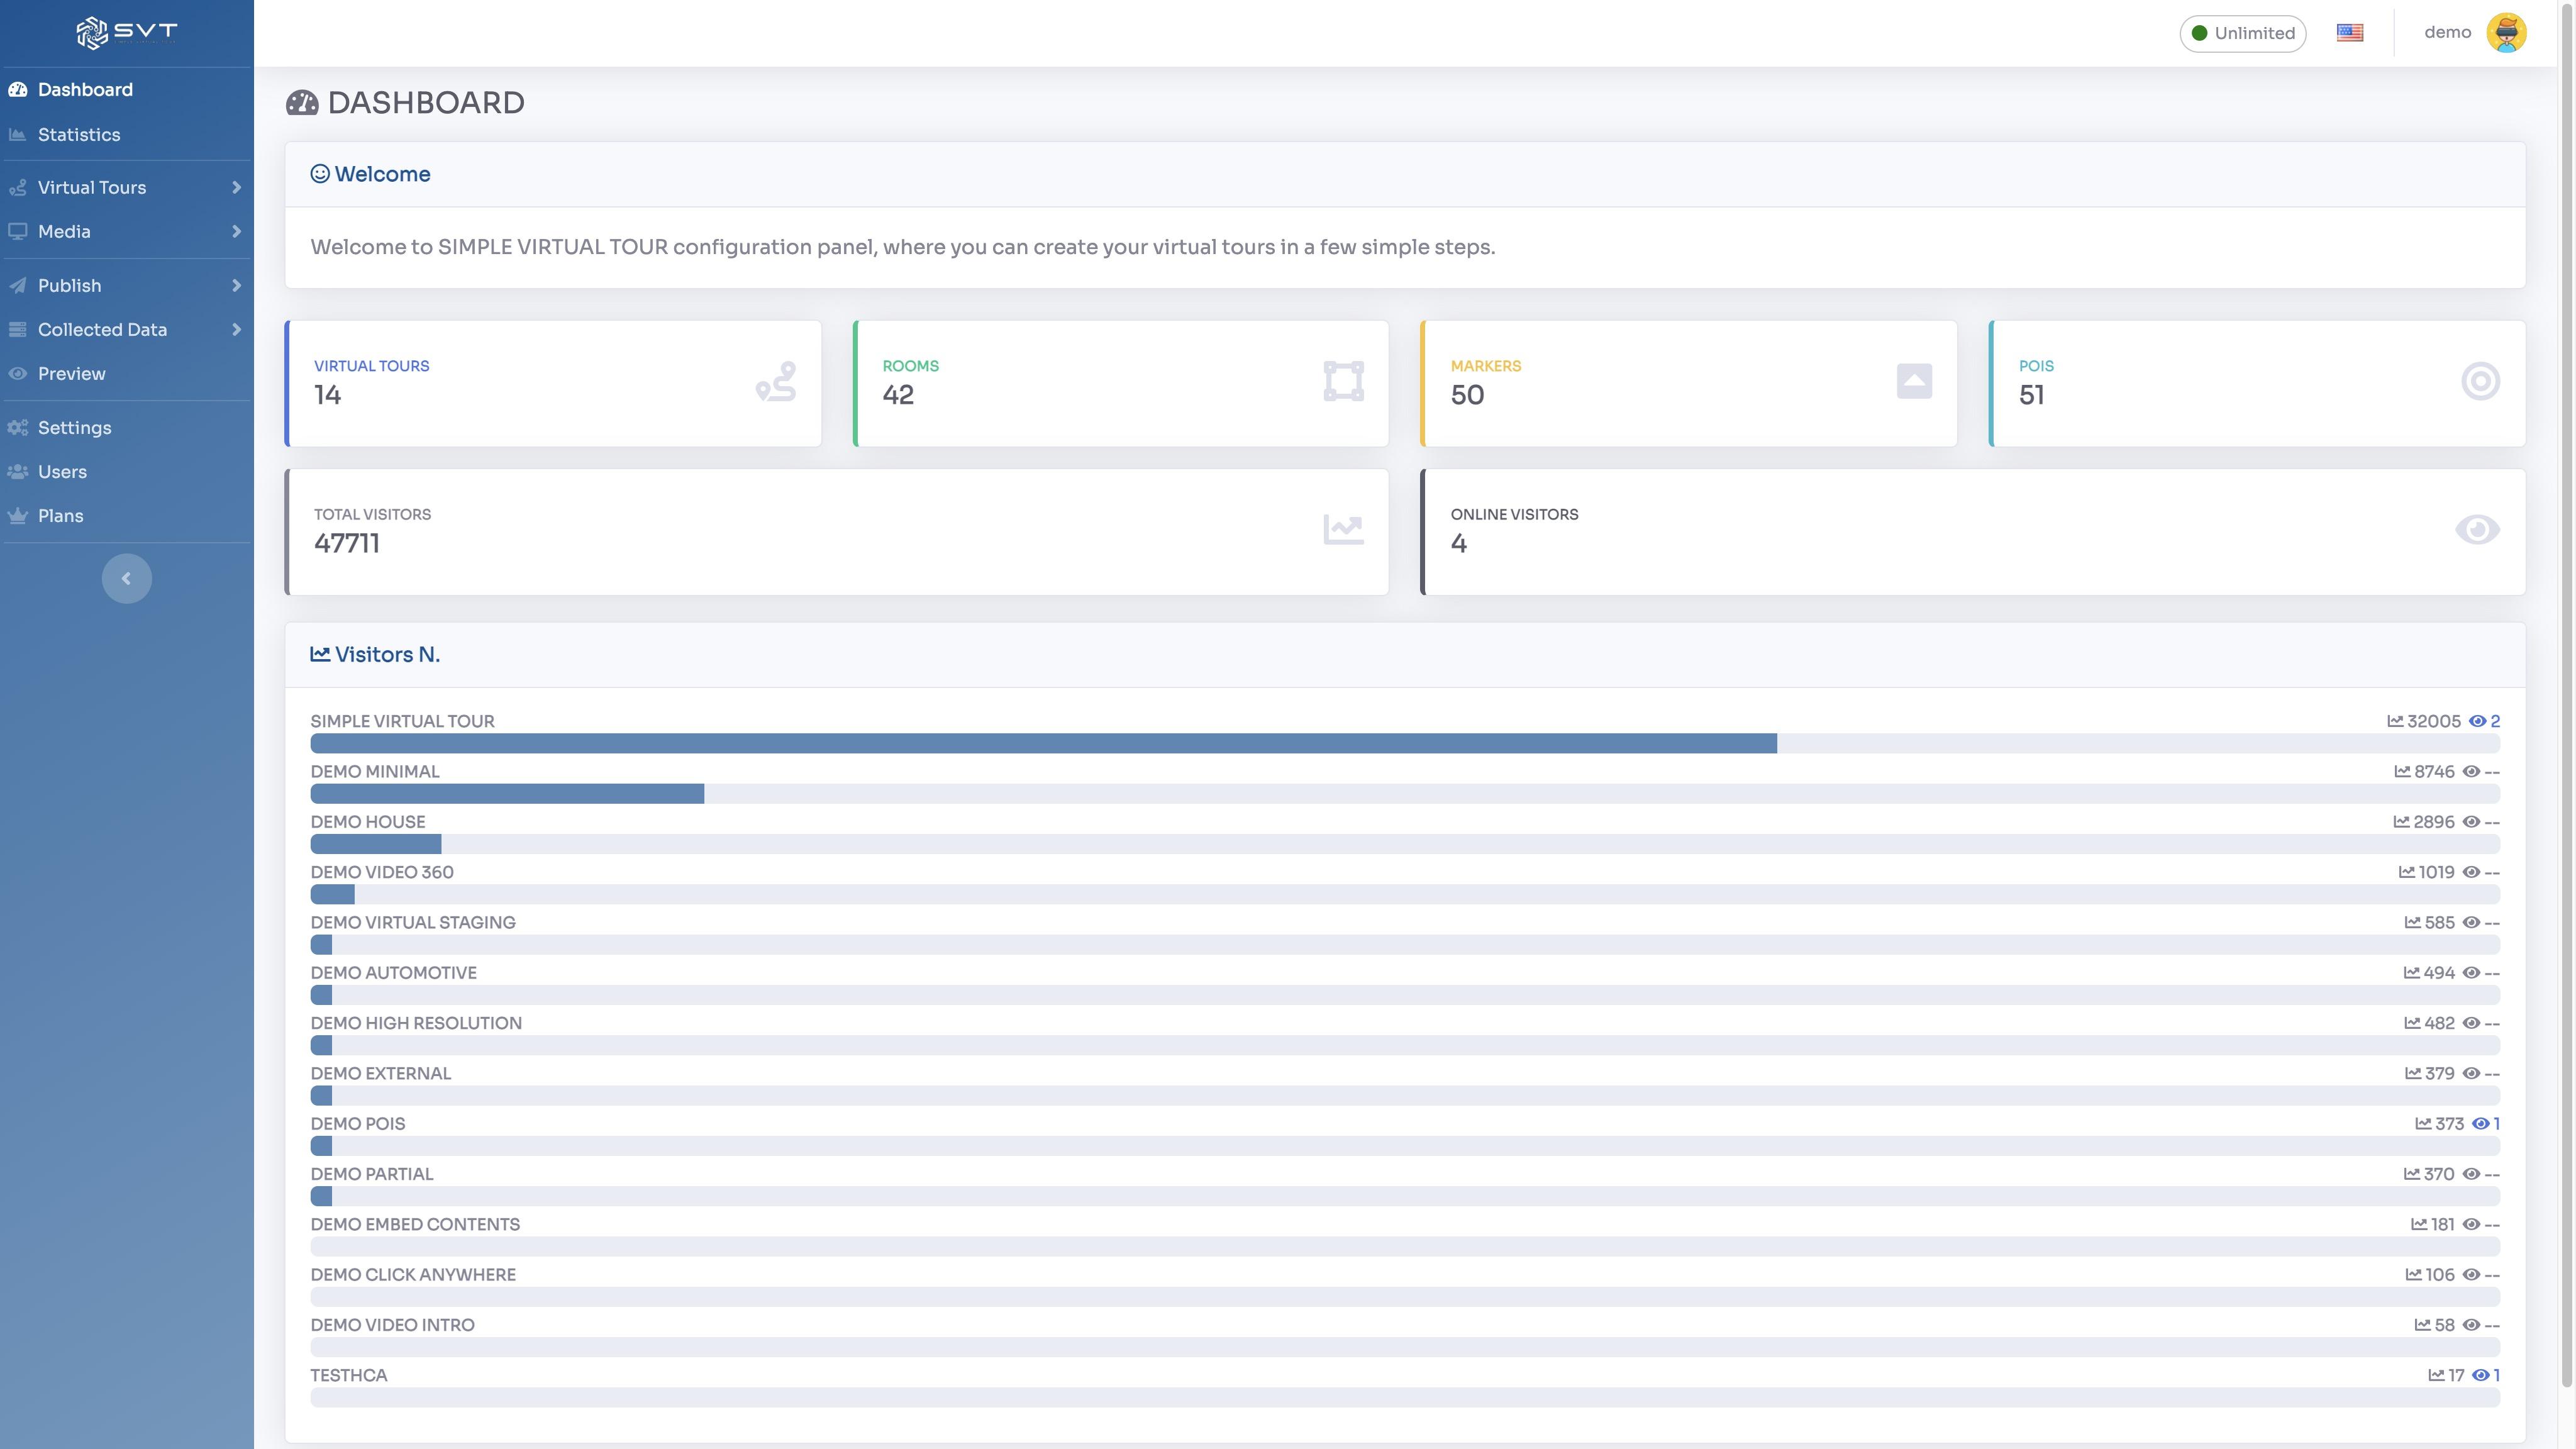 SVT
Unlimited
demo
Dashboard
Statistics
Virtual Tours
Media
Publish
Collected Data
Preview
Settings
Users
Plans
DASHBOARD
Welcome
Welcome to SIMPLE VIRTUAL TOUR configuration panel, where you can create your virtual tours in a few simple steps.
VIRTUAL TOURS
14
ROOMS
42
MARKERS
50
POIS
51
TOTAL VISITORS
47711
ONLINE VISITORS
4
Visitors N.
SIMPLE VIRTUAL TOUR 32005 2
DEMO MINIMAL 8746 --
DEMO HOUSE 2896 --
DEMO VIDEO 360 1019 --
DEMO VIRTUAL STAGING 585 --
DEMO AUTOMOTIVE 494 --
DEMO HIGH RESOLUTION 482 --
DEMO EXTERNAL 379 --
DEMO POIS 373 1
DEMO PARTIAL 370 --
DEMO EMBED CONTENTS 181 --
DEMO CLICK ANYWHERE 106 --
DEMO VIDEO INTRO 58 --
TESTHCA 17 1